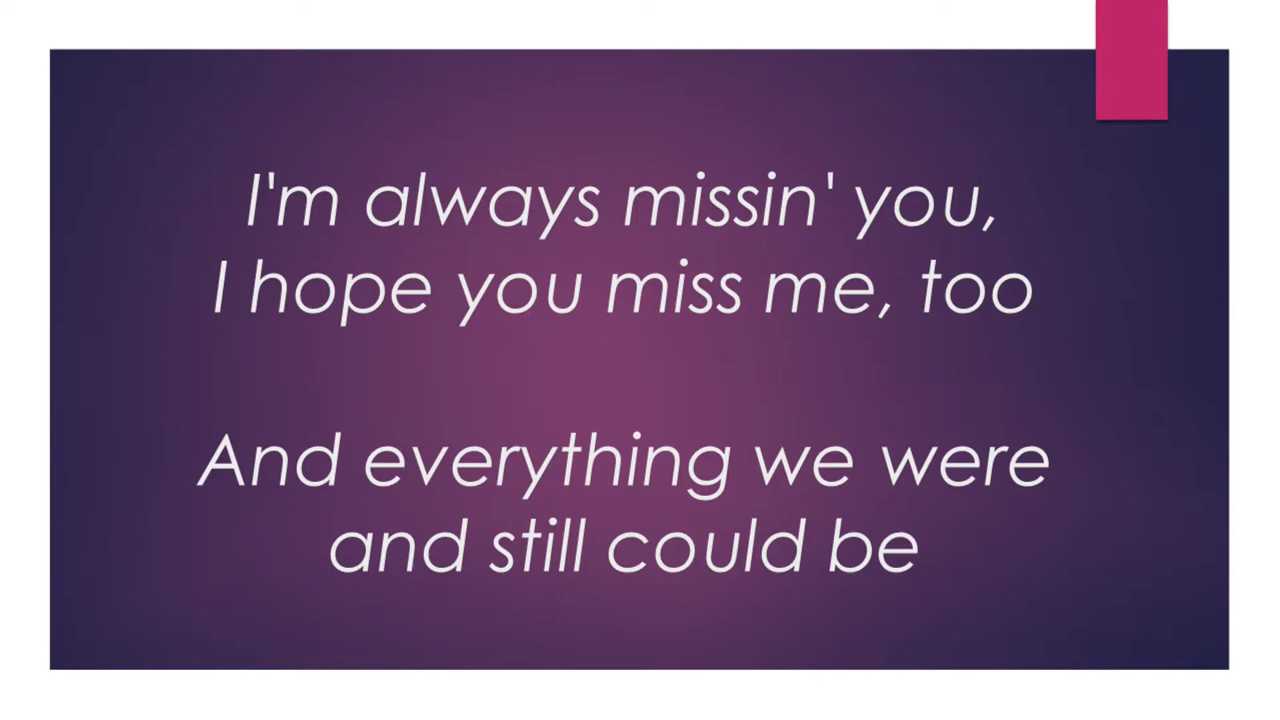 I'm always missin' you,
I hope you miss me, too
And everything we were
and still could be